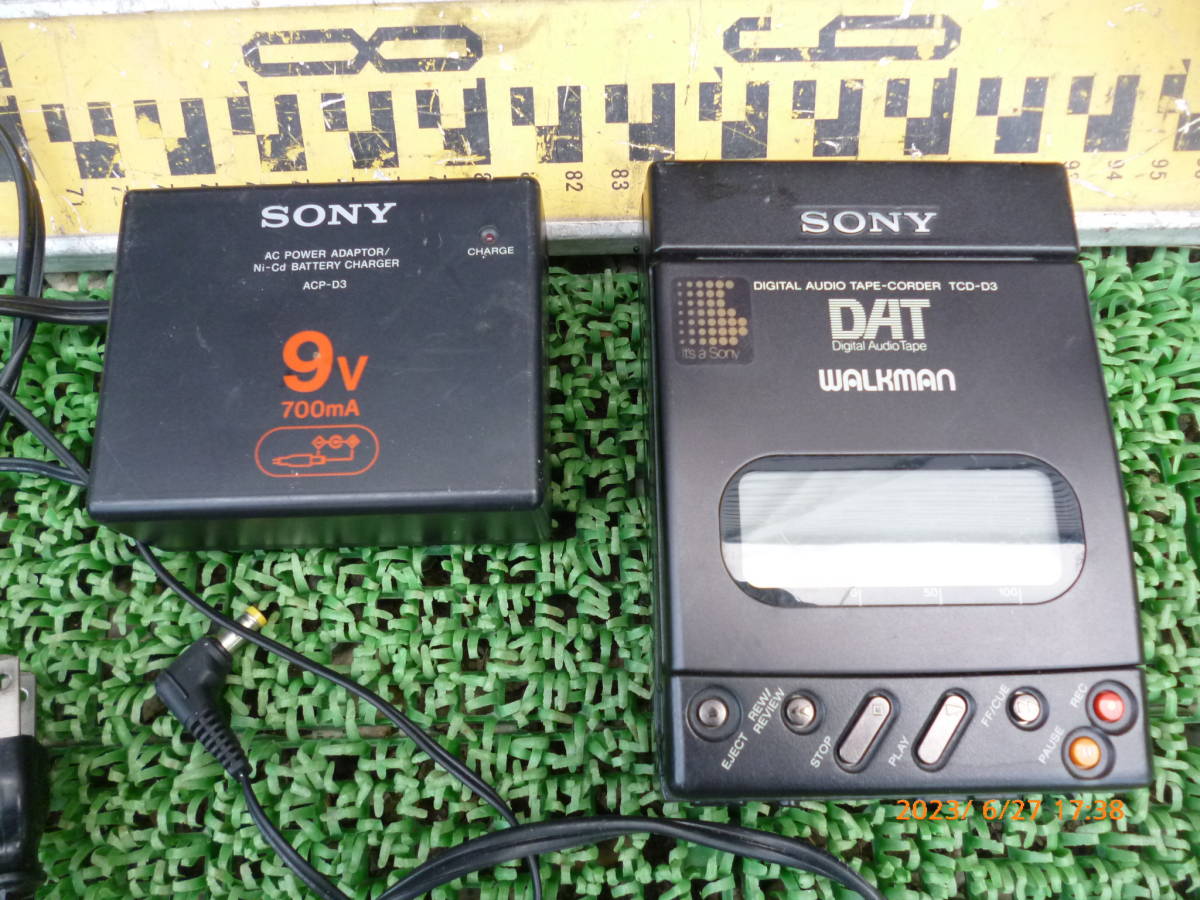 82
83
94
95
SONY
AC POWER ADAPTOR/
Ni-Cd BATTERY CHARGER
ACP-D3
CHARGE
9V
700mA
SONY
DIGITAL AUDIO TAPE-CORDER TCD-D3
DAT
Digital Audio Tape
WALKMAN
It's a Sony
0 50 100
EJECT
REW/
REVIEW
STOP
PLAY
FF/CUE
REC
PAUSE
2023/ 6/27 17:38